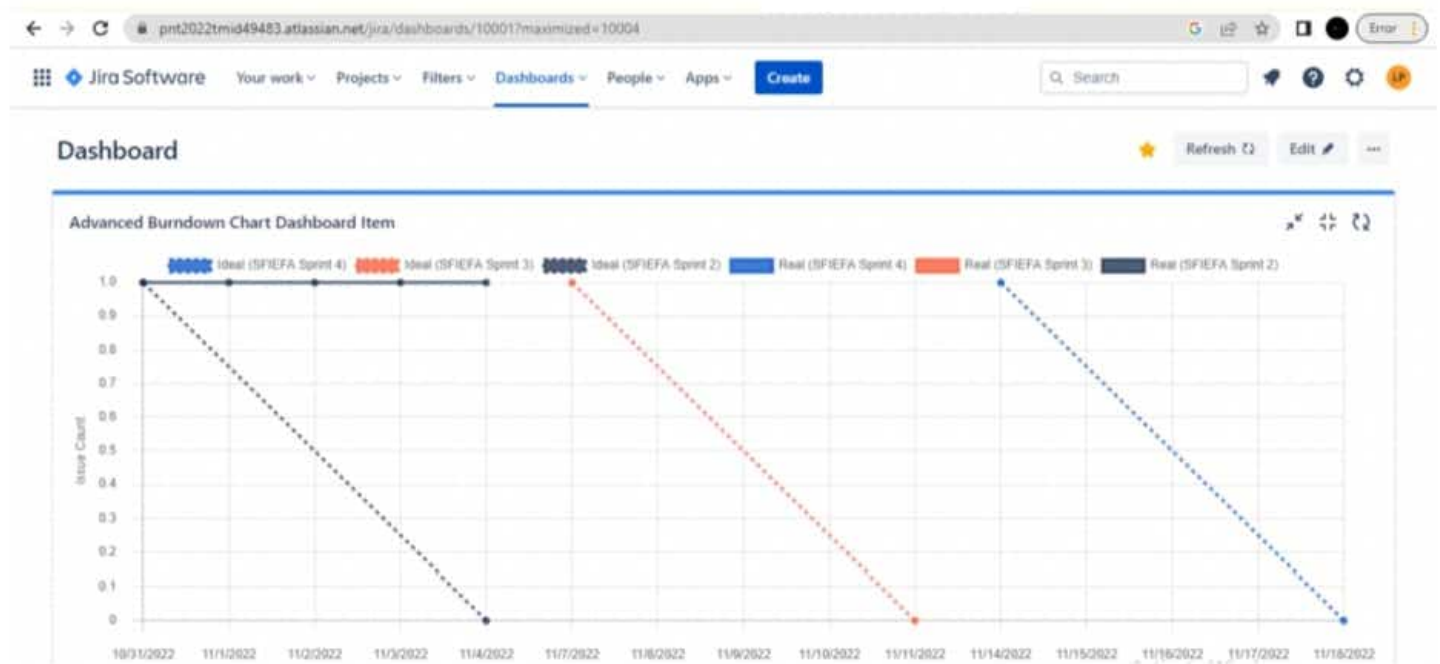 pnt2022tmid49483.atlassian.net/jira/dashboards/10001?maximized=10004
Error
Jira Software Your work Projects Filters Dashboards People Apps Create Search LP
Dashboard Refresh Edit
Advanced Burndown Chart Dashboard Item
Ideal (SFIEFA Sprint 4) Ideal (SFIEFA Sprint 3) Ideal (SFIEFA Sprint 2) Real (SFIEFA Sprint 4) Real (SFIEFA Sprint 3) Real (SFIEFA Sprint 2)
1.0
0.9
0.8
0.7
0.6
0.5
0.4
0.3
0.2
0.1
0
Issue Count
10/31/2022 11/1/2022 11/2/2022 11/3/2022 11/4/2022 11/7/2022 11/8/2022 11/9/2022 11/10/2022 11/11/2022 11/14/2022 11/15/2022 11/16/2022 11/17/2022 11/18/2022